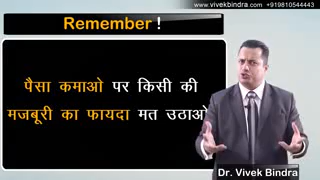 www.vivekbindra.com +919810544443
Remember !
पैसा कमाओ पर किसी की
मजबूरी का फायदा मत उठाओ
Dr. Vivek Bindra